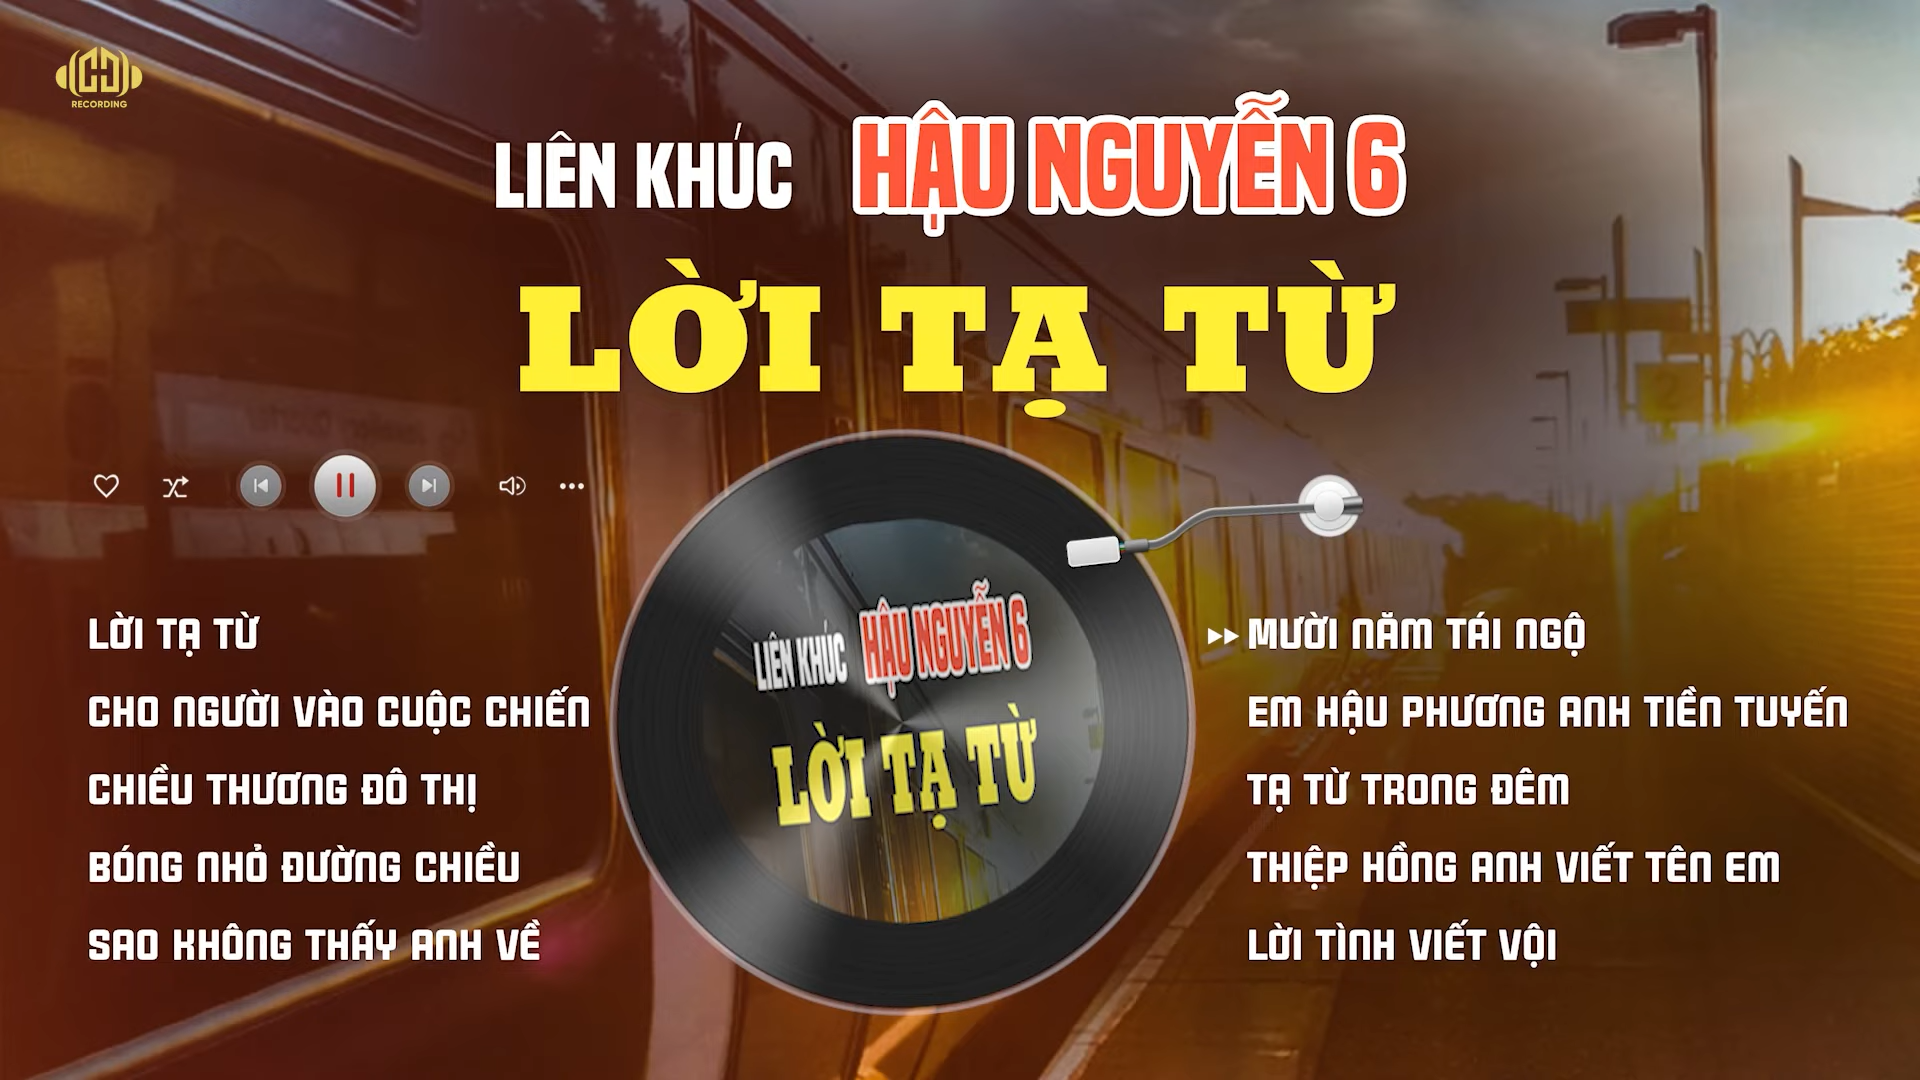 RECORDING
LIÊN KHÚC HẬU NGUYỄN 6
LỜI TẠ TỪ
LỜI TẠ TỪ
CHO NGƯỜI VÀO CUỘC CHIẾN
CHIỀU THƯƠNG ĐÔ THỊ
BÓNG NHỎ ĐƯỜNG CHIỀU
SAO KHÔNG THẤY ANH VỀ
LIÊN KHÚC HẬU NGUYỄN 6
LỜI TẠ TỪ
MƯỜI NĂM TÁI NGỘ
EM HẬU PHƯƠNG ANH TIỀN TUYẾN
TẠ TỪ TRONG ĐÊM
THIỆP HỒNG ANH VIẾT TÊN EM
LỜI TÌNH VIẾT VỘI